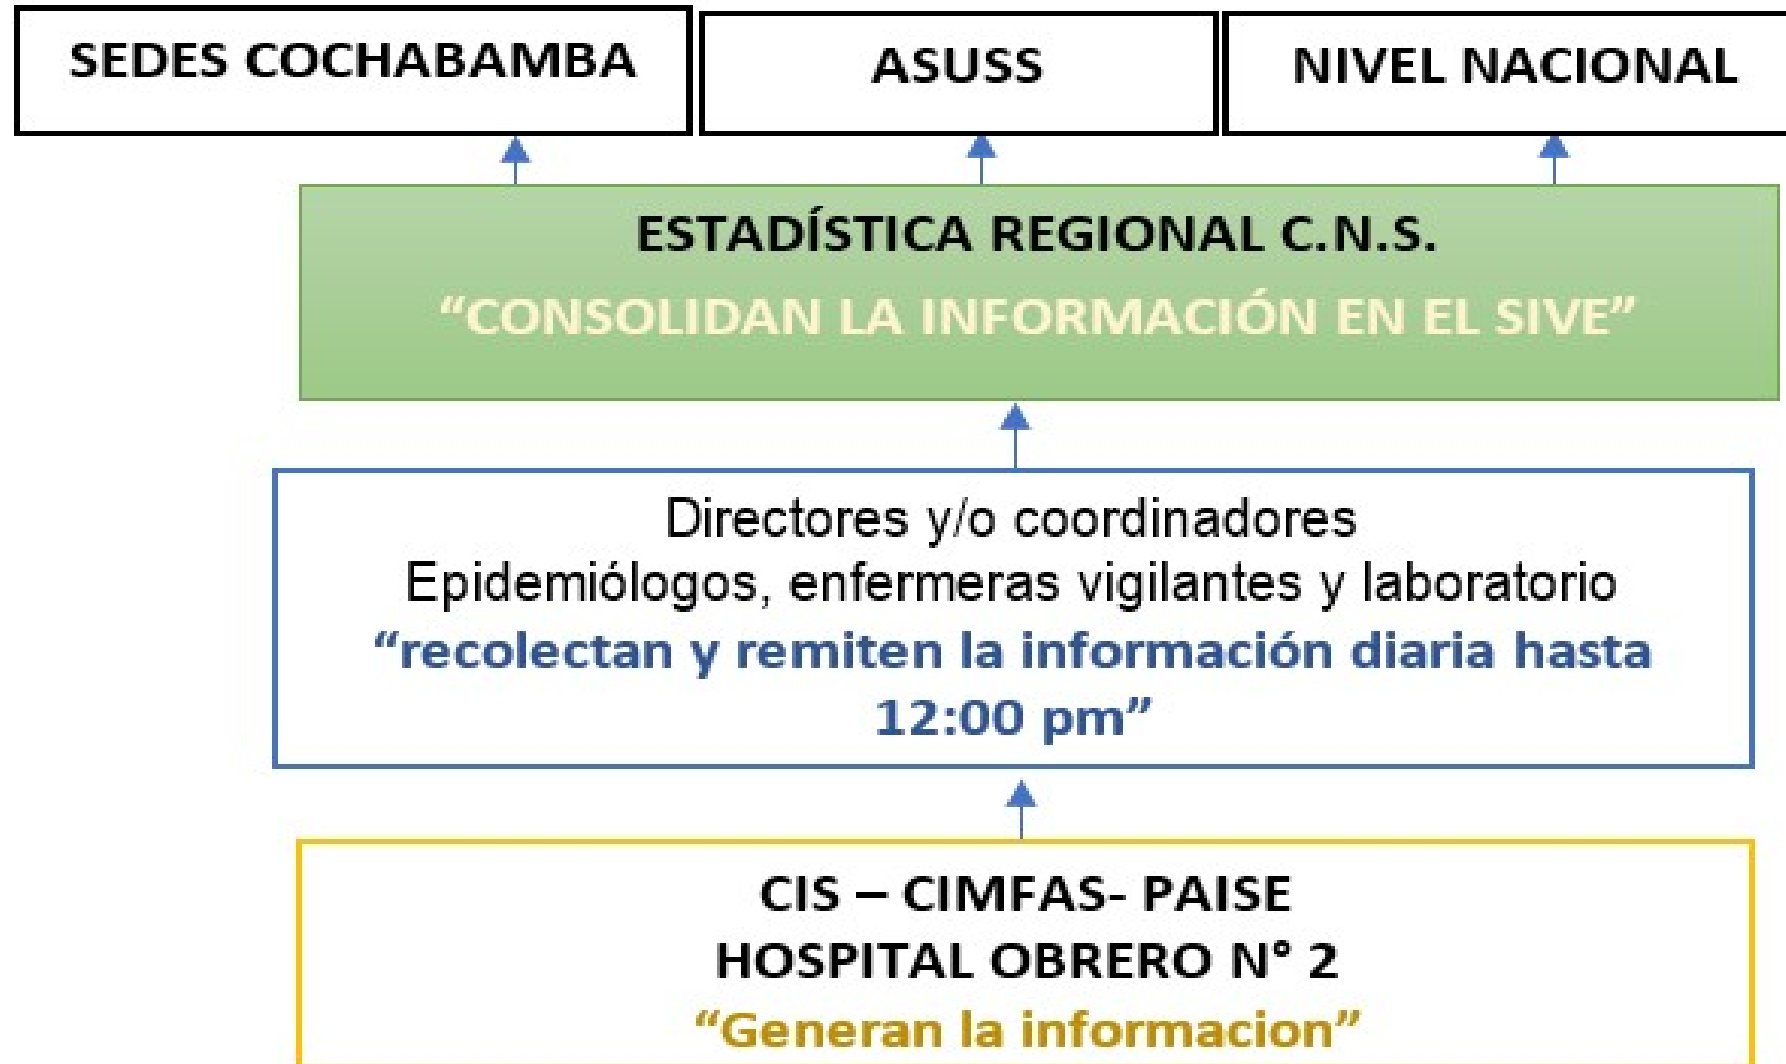 SEDES COCHABAMBA
ASUSS
NIVEL NACIONAL
ESTADÍSTICA REGIONAL C.N.S.
“CONSOLIDAN LA INFORMACIÓN EN EL SIVE”
Directores y/o coordinadores
Epidemiólogos, enfermeras vigilantes y laboratorio
“recolectan y remiten la información diaria hasta
12:00 pm”
CIS – CIMFAS- PAISE
HOSPITAL OBRERO N° 2
“Generan la informacion”